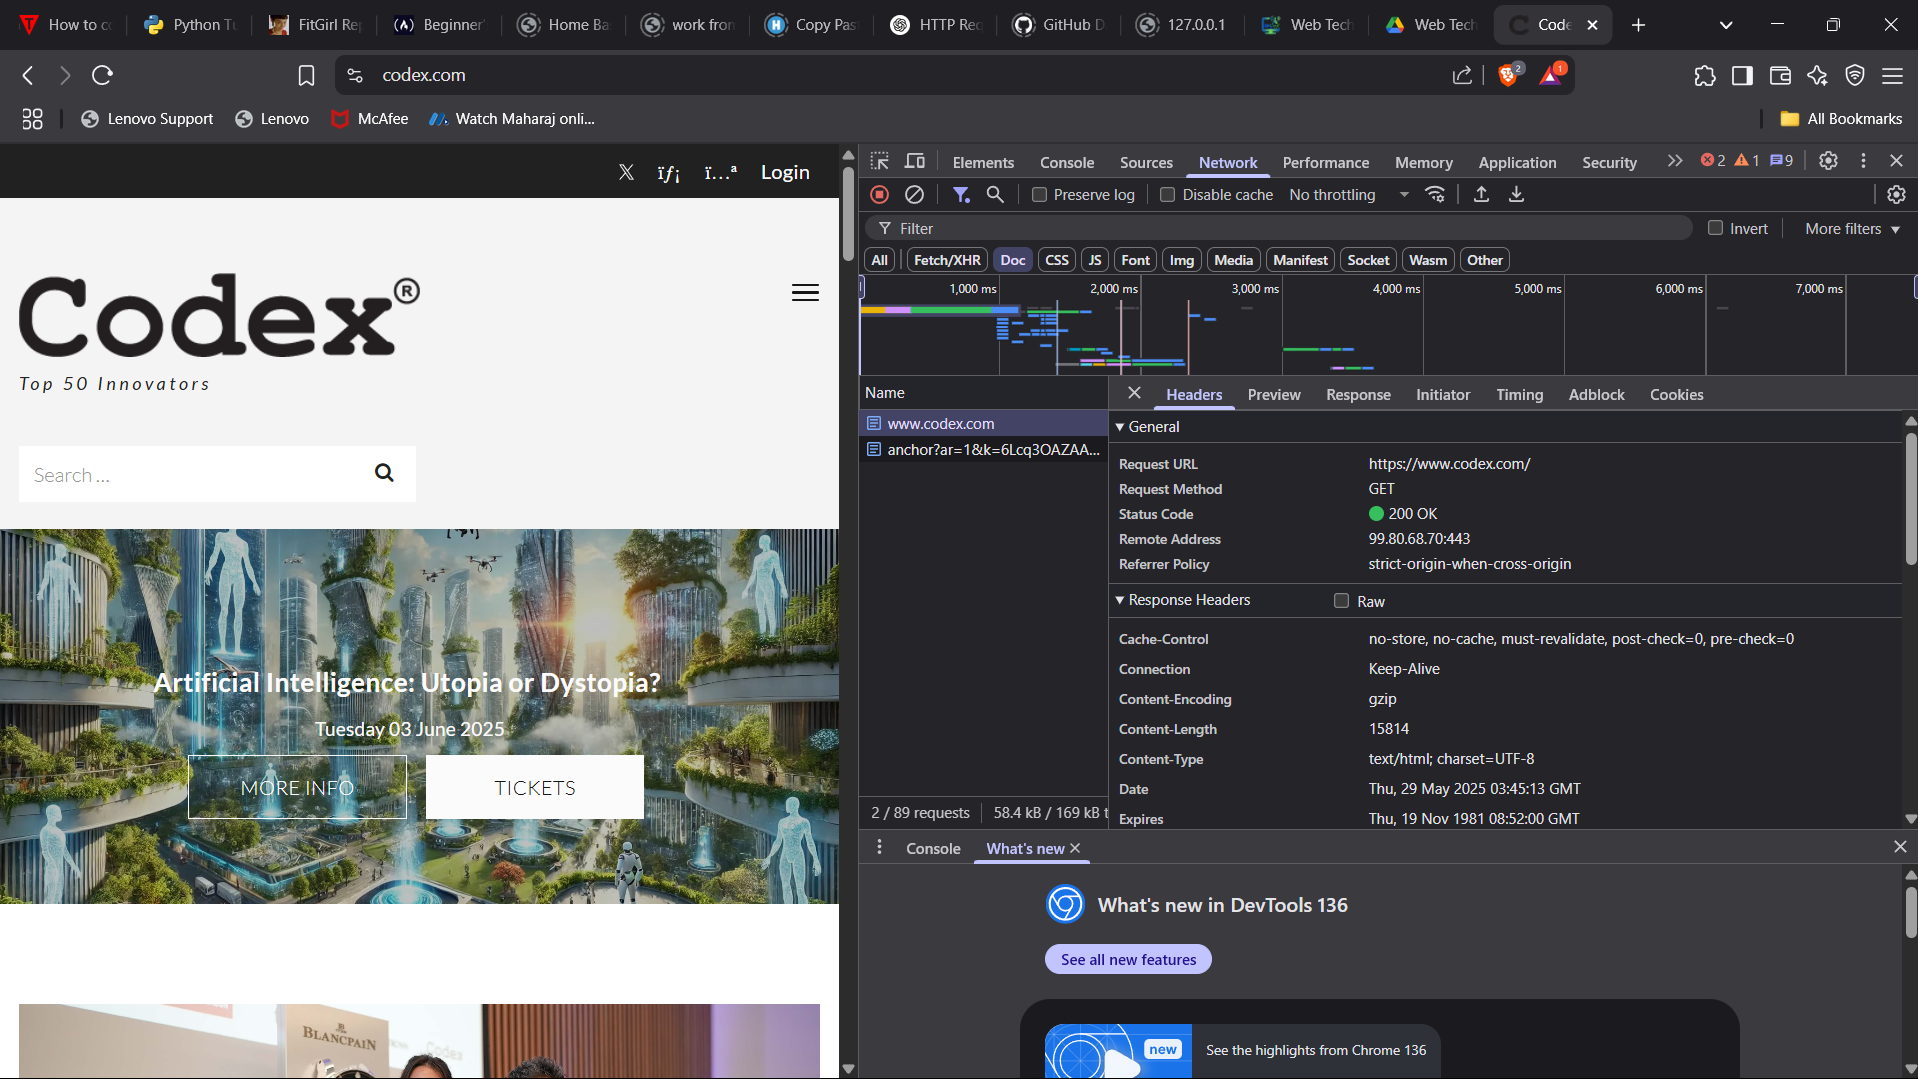 How to co
Python Tu
FitGirl Rep
Beginner'
Home Ba
work from
Copy Past
HTTP Req
GitHub D
127.0.0.1
Web Tech
Web Tech
Code
codex.com
2
1
Lenovo Support
Lenovo
McAfee
Watch Maharaj onli...
All Bookmarks
𝕏 ïƒ¡ ï…ª Login
Codex®
Top 50 Innovators
Search ...
Artificial Intelligence: Utopia or Dystopia?
Tuesday 03 June 2025
MORE INFO
TICKETS
BLANCPAIN
Codex
Elements Console Sources Network Performance Memory Application Security 2 1 9
Preserve log Disable cache No throttling
Filter Invert More filters
All Fetch/XHR Doc CSS JS Font Img Media Manifest Socket Wasm Other
1,000 ms 2,000 ms 3,000 ms 4,000 ms 5,000 ms 6,000 ms 7,000 ms
Name
www.codex.com
anchor?ar=1&k=6Lcq3OAZAA...
2 / 89 requests 58.4 kB / 169 kB t
Headers Preview Response Initiator Timing Adblock Cookies
General
Request URL https://www.codex.com/
Request Method GET
Status Code 200 OK
Remote Address 99.80.68.70:443
Referrer Policy strict-origin-when-cross-origin
Response Headers Raw
Cache-Control no-store, no-cache, must-revalidate, post-check=0, pre-check=0
Connection Keep-Alive
Content-Encoding gzip
Content-Length 15814
Content-Type text/html; charset=UTF-8
Date Thu, 29 May 2025 03:45:13 GMT
Expires Thu, 19 Nov 1981 08:52:00 GMT
Console What's new
What's new in DevTools 136
See all new features
new
See the highlights from Chrome 136